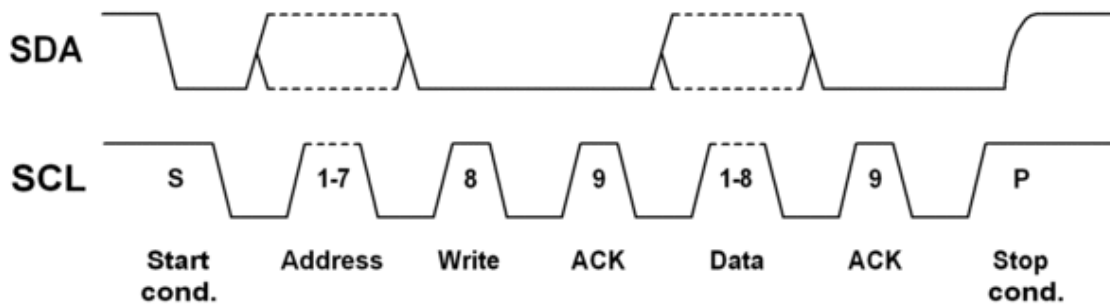 SDA
SCL
S 1-7 8 9 1-8 9 P
Start Address Write ACK Data ACK Stop
cond. cond.